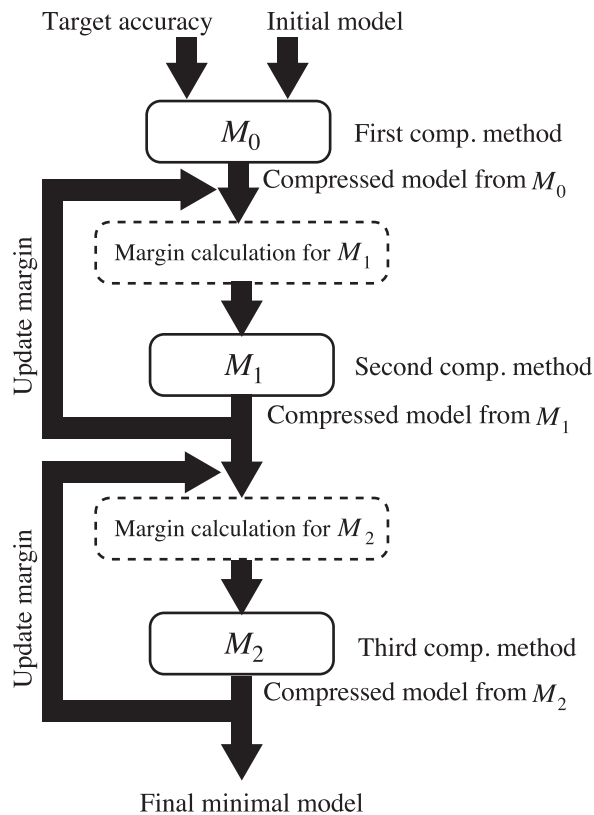 Target accuracy Initial model
M0 First comp. method
Compressed model from M0
Update margin
Margin calculation for M1
M1 Second comp. method
Compressed model from M1
Update margin
Margin calculation for M2
M2 Third comp. method
Compressed model from M2
Final minimal model